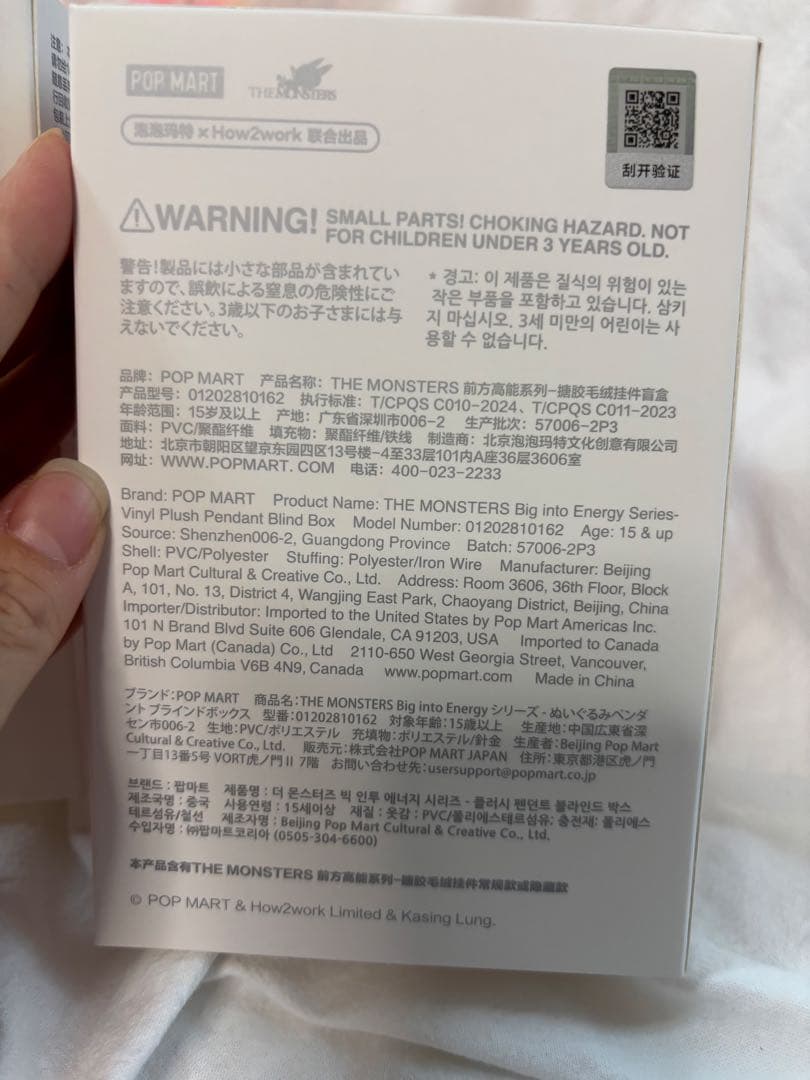 POP MART THE MONSTERS
泡泡玛特 × How2work 联合出品
刮开验证
WARNING! SMALL PARTS! CHOKING HAZARD. NOT
FOR CHILDREN UNDER 3 YEARS OLD.
警告!製品には小さな部品が含まれてい
ますので、誤飲による窒息の危険性にご
注意ください。3歳以下のお子さまには与
えないでください。
* 경고: 이 제품은 질식의 위험이 있는
작은 부품을 포함하고 있습니다. 삼키
지 마십시오. 3세 미만의 어린이는 사
용할 수 없습니다.
品牌: POP MART 产品名称: THE MONSTERS 前方高能系列-搪胶毛绒挂件盲盒
产品型号: 01202810162 执行标准: T/CPQS C010-2024、T/CPQS C011-2023
年龄范围: 15岁及以上 产地: 广东省深圳市006-2 生产批次: 57006-2P3
面料: PVC/聚酯纤维 填充物: 聚酯纤维/铁线 制造商: 北京泡泡玛特文化创意有限公司
地址: 北京市朝阳区望京东园四区13号楼-4至33层101内A座36层3606室
网址: WWW.POPMART.COM 电话: 400-023-2233
Brand: POP MART Product Name: THE MONSTERS Big into Energy Series-
Vinyl Plush Pendant Blind Box Model Number: 01202810162 Age: 15 & up
Source: Shenzhen006-2, Guangdong Province Batch: 57006-2P3
Shell: PVC/Polyester Stuffing: Polyester/Iron Wire Manufacturer: Beijing
Pop Mart Cultural & Creative Co., Ltd. Address: Room 3606, 36th Floor, Block
A, 101, No. 13, District 4, Wangjing East Park, Chaoyang District, Beijing, China
Importer/Distributor: Imported to the United States by Pop Mart Americas Inc.
101 N Brand Blvd Suite 606 Glendale, CA 91203, USA Imported to Canada
by Pop Mart (Canada) Co., Ltd 2110-650 West Georgia Street, Vancouver,
British Columbia V6B 4N9, Canada www.popmart.com Made in China
ブランド:POP MART 商品名:THE MONSTERS Big into Energy シリーズ - ぬいぐるみペンダ
ント ブラインドボックス 型番:01202810162 対象年齢:15歳以上 生産地:中国広東省深
セン市006-2 生地:PVC/ポリエステル 充填物:ポリエステル/針金 生産者:Beijing Pop Mart
Cultural & Creative Co., Ltd. 販売元:株式会社POP MART JAPAN 住所:東京都港区虎ノ門
一丁目13番5号 VORT虎ノ門Ⅱ 7階 お問い合わせ先:usersupport@popmart.co.jp
브랜드 : 팝마트 제품명 : 더 몬스터즈 빅 인투 에너지 시리즈 - 플러시 펜던트 블라인드 박스
제조국명 : 중국 사용연령 : 15세이상 재질 : 겉감 : PVC/폴리에스테르섬유; 충전재: 폴리에스
테르섬유/철선 제조자명 : Beijing Pop Mart Cultural & Creative Co., Ltd.
수입자명 : ㈜팝마트코리아 (0505-304-6600)
本产品含有THE MONSTERS 前方高能系列-搪胶毛绒挂件常规款或隐藏款
© POP MART & How2work Limited & Kasing Lung.